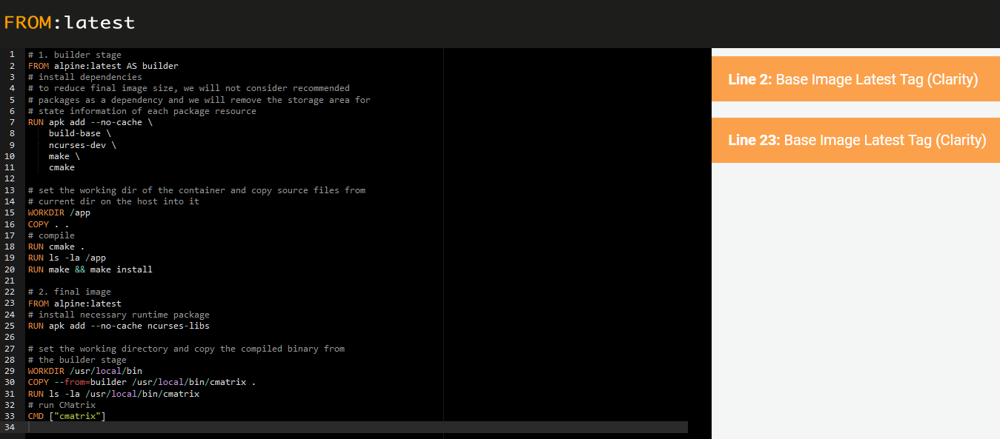 FROM:latest
1 # 1. builder stage
2 FROM alpine:latest AS builder
3 # install dependencies
4 # to reduce final image size, we will not consider recommended
5 # packages as a dependency and we will remove the storage area for
6 # state information of each package resource
7 RUN apk add --no-cache \
8     build-base \
9     ncurses-dev \
10     make \
11     cmake
12
13 # set the working dir of the container and copy source files from
14 # current dir on the host into it
15 WORKDIR /app
16 COPY . .
17 # compile
18 RUN cmake .
19 RUN ls -la /app
20 RUN make && make install
21
22 # 2. final image
23 FROM alpine:latest
24 # install necessary runtime package
25 RUN apk add --no-cache ncurses-libs
26
27 # set the working directory and copy the compiled binary from
28 # the builder stage
29 WORKDIR /usr/local/bin
30 COPY --from=builder /usr/local/bin/cmatrix .
31 RUN ls -la /usr/local/bin/cmatrix
32 # run CMatrix
33 CMD ["cmatrix"]
34
Line 2: Base Image Latest Tag (Clarity)
Line 23: Base Image Latest Tag (Clarity)